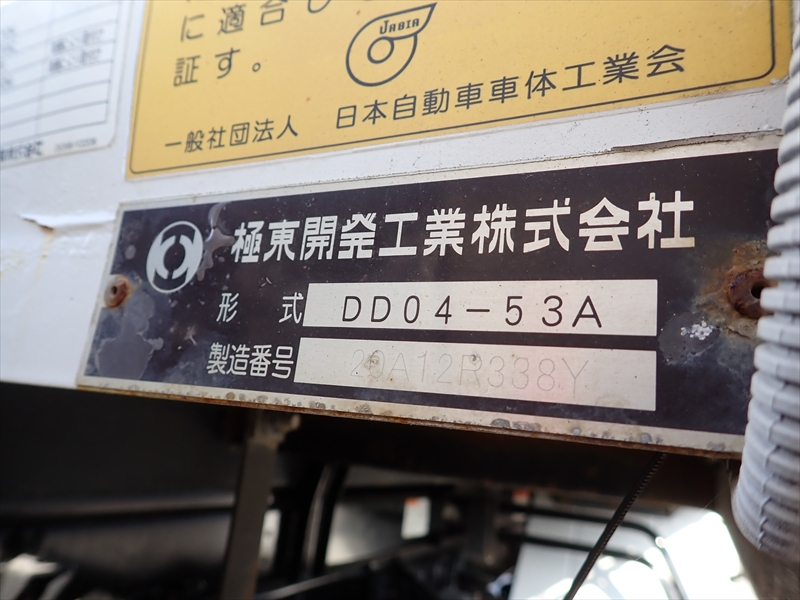 に適合し
証す。
JABIA
一般社団法人 日本自動車車体工業会
極東開発工業株式会社
形式 DD04-53A
製造番号 20A12R338Y